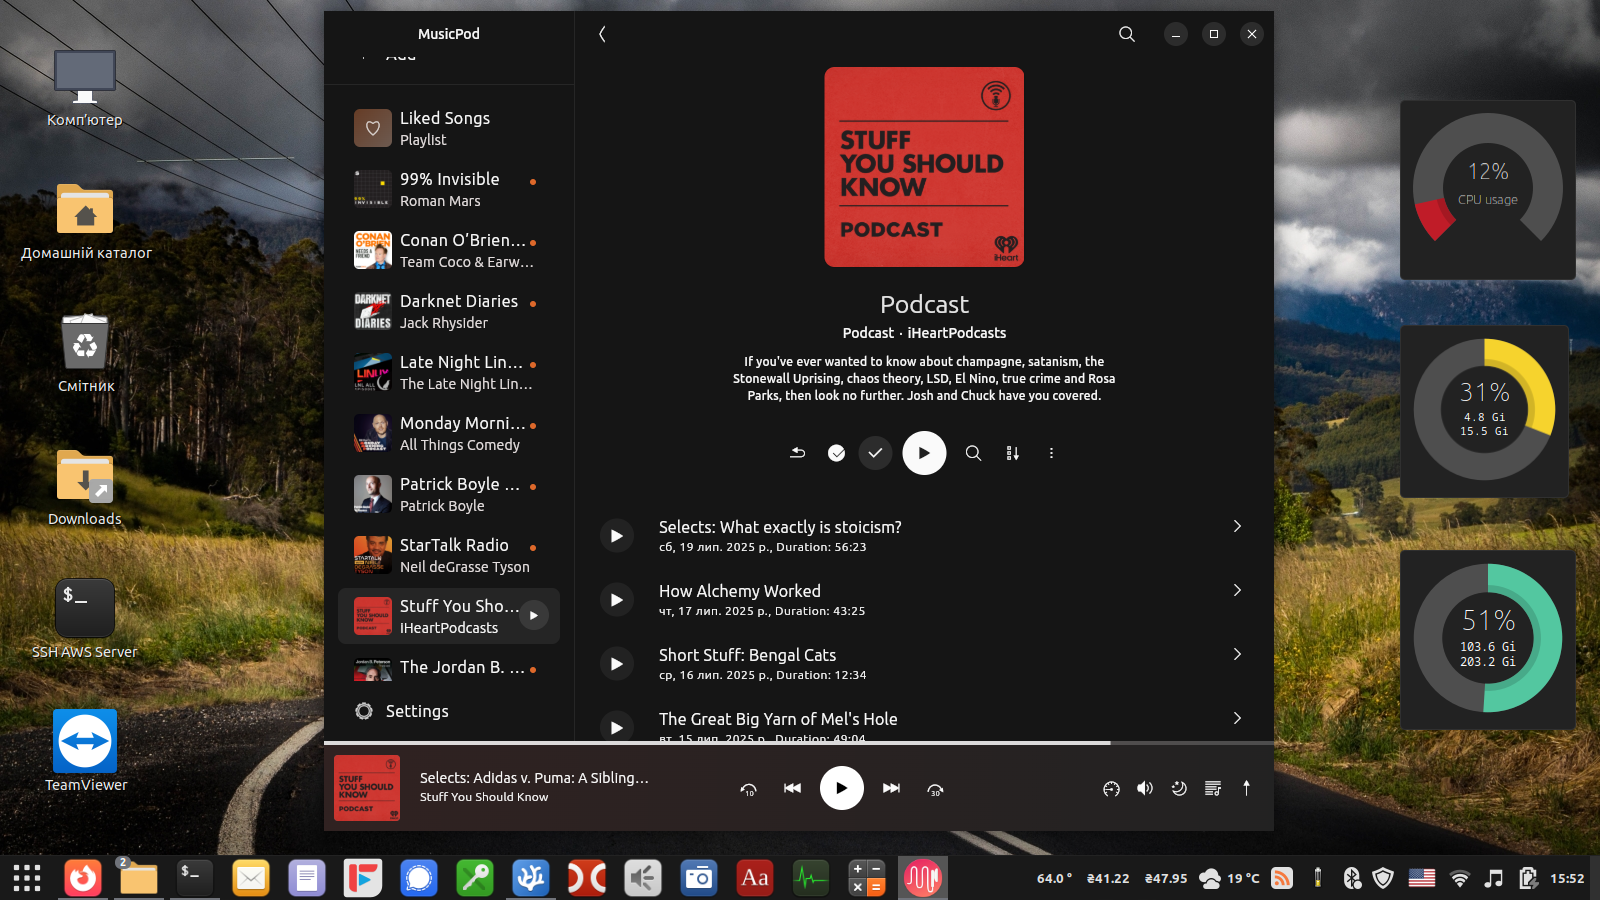 Комп'ютер
Домашній каталог
Смітник
Downloads
$_
SSH AWS Server
TeamViewer
MusicPod
Add
Liked Songs
Playlist
99% Invisible
Roman Mars
Conan O'Brien...
Team Coco & Earw...
Darknet Diaries
Jack Rhysider
Late Night Lin...
The Late Night Lin...
Monday Morni...
All Things Comedy
Patrick Boyle ...
Patrick Boyle
StarTalk Radio
Neil deGrasse Tyson
Stuff You Sho...
iHeartPodcasts
The Jordan B. ...
Settings
STUFF
YOU SHOULD
KNOW
PODCAST
iHeart
Podcast
Podcast · iHeartPodcasts
If you've ever wanted to know about champagne, satanism, the
Stonewall Uprising, chaos theory, LSD, El Nino, true crime and Rosa
Parks, then look no further. Josh and Chuck have you covered.
Selects: What exactly is stoicism?
сб, 19 лип. 2025 р., Duration: 56:23
How Alchemy Worked
чт, 17 лип. 2025 р., Duration: 43:25
Short Stuff: Bengal Cats
ср, 16 лип. 2025 р., Duration: 12:34
The Great Big Yarn of Mel's Hole
вт, 15 лип. 2025 р., Duration: 49:04
STUFF
YOU SHOULD
KNOW
PODCAST
Selects: Adidas v. Puma: A Sibling...
Stuff You Should Know
10
30
12%
CPU usage
31%
4.8 Gi
15.5 Gi
51%
103.6 Gi
203.2 Gi
2
$_
Aa
64.0 °
₴41.22
₴47.95
19 °C
15:52